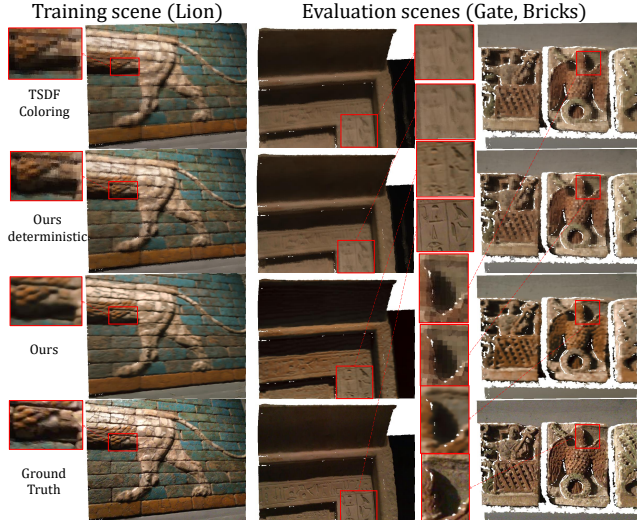 Training scene (Lion)
Evaluation scenes (Gate, Bricks)
TSDF
Coloring
Ours
deterministic
Ours
Ground
Truth